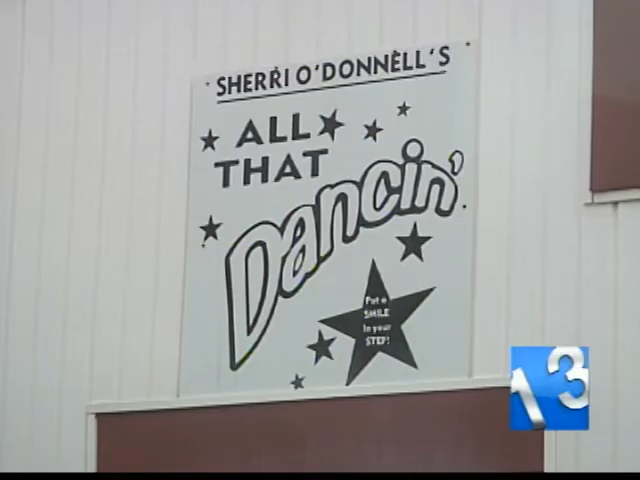 SHERRI O'DONNELL'S
ALL
THAT
Dancin'
Put a
SMILE
In your
STEP!
13